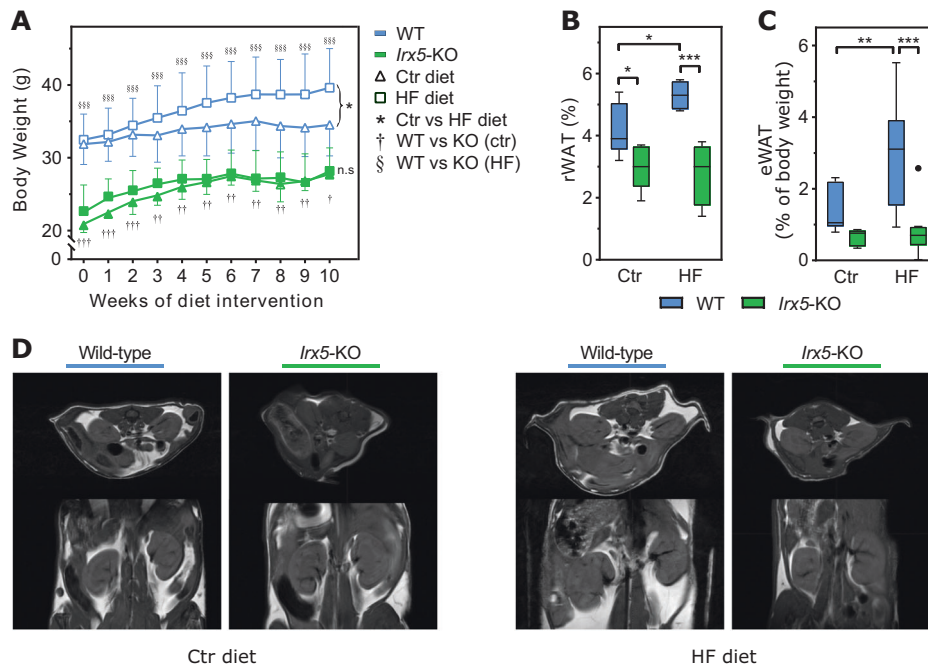 A
Body Weight (g)
40
30
20
0
§§§ §§§ §§§ §§§ §§§ §§§ §§§ §§§ §§§ §§§ §§§
*
n.s
††† ††† ††† †† †† †† †† †† †† †† †
0 1 2 3 4 5 6 7 8 9 10
Weeks of diet intervention
WT
Irx5-KO
Ctr diet
HF diet
* Ctr vs HF diet
† WT vs KO (ctr)
§ WT vs KO (HF)
B
rWAT (%)
8
6
4
2
0
*
* ***
Ctr HF
C
eWAT
(% of body weight)
6
4
2
0
** ***
Ctr HF
WT Irx5-KO
D
Wild-type Irx5-KO Wild-type Irx5-KO
Ctr diet HF diet